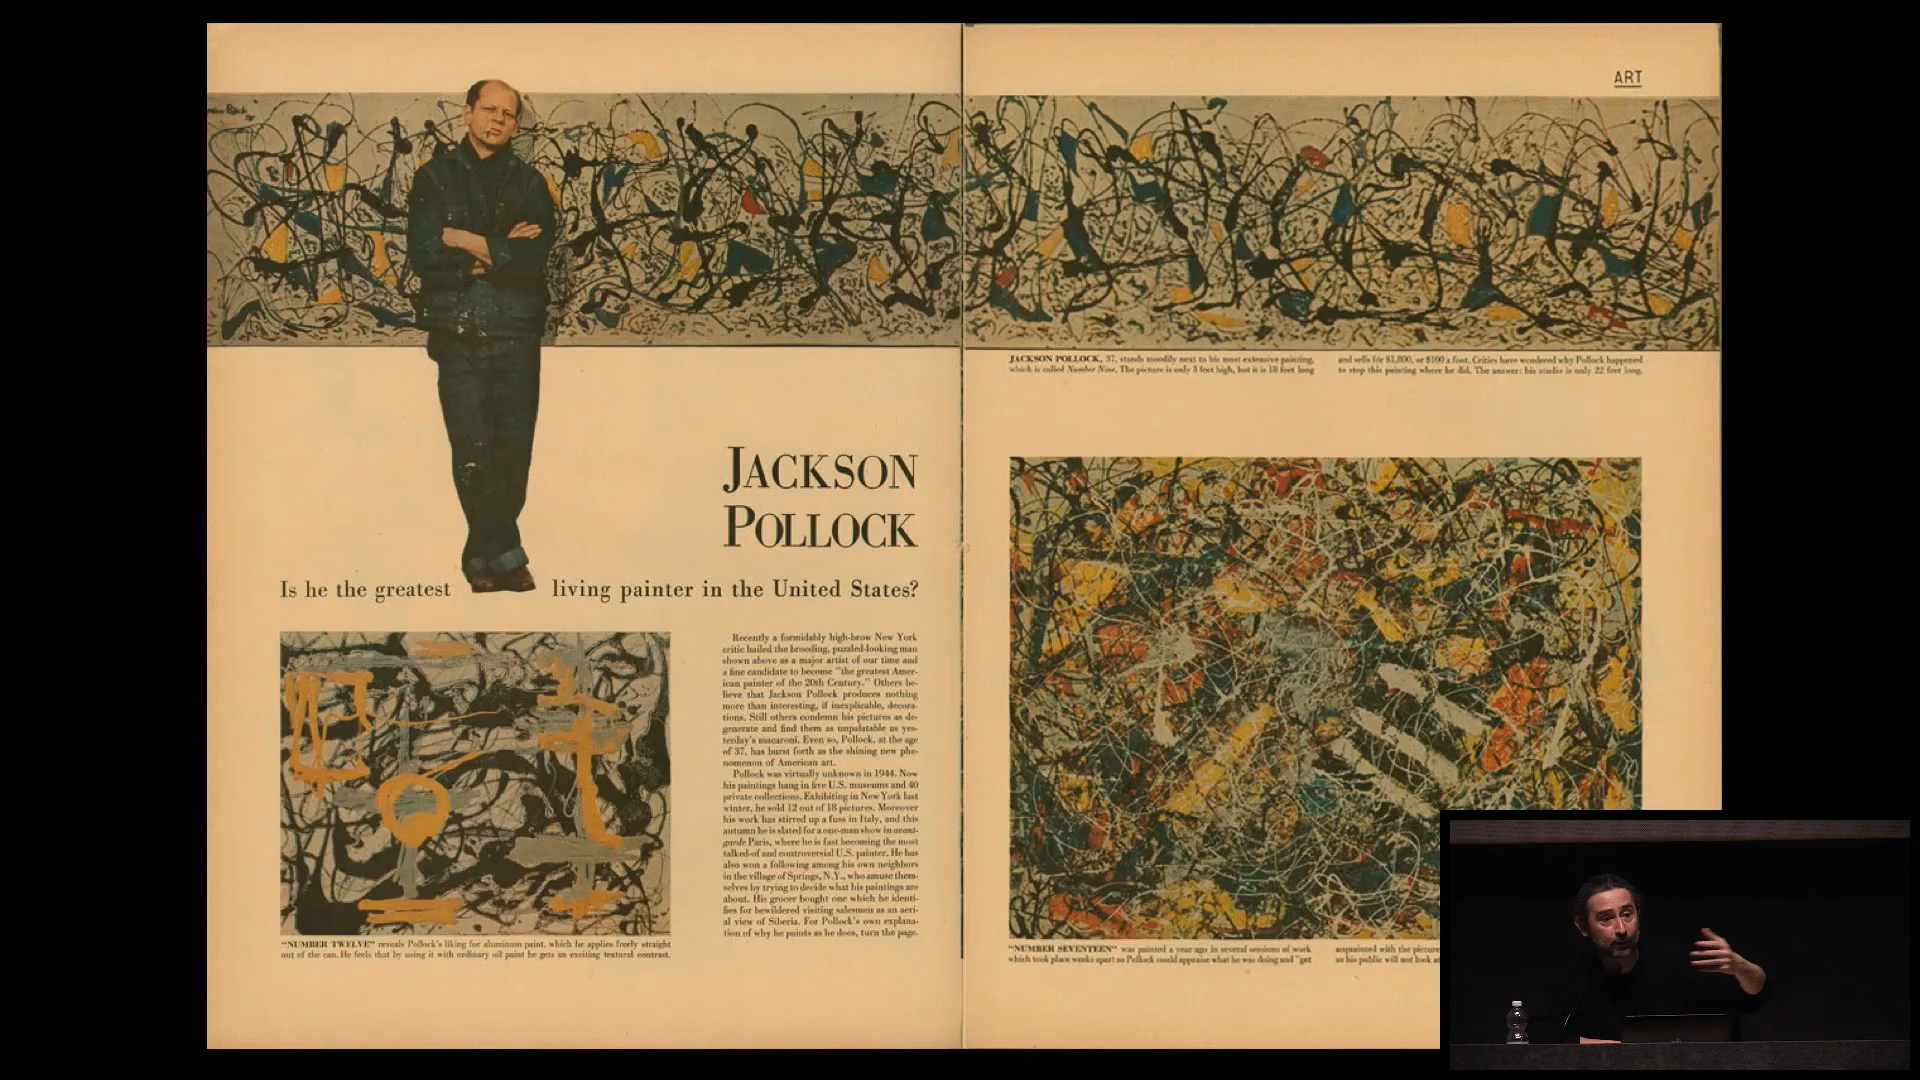 ART
JACKSON POLLOCK, 37, stands moodily next to his most extensive painting,
which is called Number Nine. The picture is only 3 feet high, but it is 18 feet long
and sells for $1,800, or $100 a foot. Critics have wondered why Pollock happened
to stop this painting where he did. The answer: his studio is only 22 feet long.
JACKSON
POLLOCK
Is he the greatest living painter in the United States?
Recently a formidably high-brow New York
critic hailed the brooding, puzzled-looking man
shown above as a major artist of our time and
a fine candidate to become "the greatest Amer-
ican painter of the 20th Century." Others be-
lieve that Jackson Pollock produces nothing
more than interesting, if inexplicable, decora-
tions. Still others condemn his pictures as de-
generate and find them as unpalatable as yes-
terday's macaroni. Even so, Pollock, at the age
of 37, has burst forth as the shining new phe-
nomenon of American art.
Pollock was virtually unknown in 1944. Now
his paintings hang in five U.S. museums and 40
private collections. Exhibiting in New York last
winter, he sold 12 out of 18 pictures. Moreover
his work has stirred up a fuss in Italy, and this
autumn he is slated for a one-man show in avant-
garde Paris, where he is fast becoming the most
talked-of and controversial U.S. painter. He has
also won a following among his own neighbors
in the village of Springs, N.Y., who amuse them-
selves by trying to decide what his paintings are
about. His grocer bought one which he identi-
fies for bewildered visiting salesmen as an aeri-
al view of Siberia. For Pollock's own explana-
tion of why he paints as he does, turn the page.
"NUMBER TWELVE" reveals Pollock's liking for aluminum paint, which he applies freely straight
out of the can. He feels that by using it with ordinary oil paint he gets an exciting textural contrast.
"NUMBER SEVENTEEN" was painted a year ago in several sessions of work
which took place weeks apart so Pollock could appraise what he was doing and "get
acquainted with the picture
so his public will not look